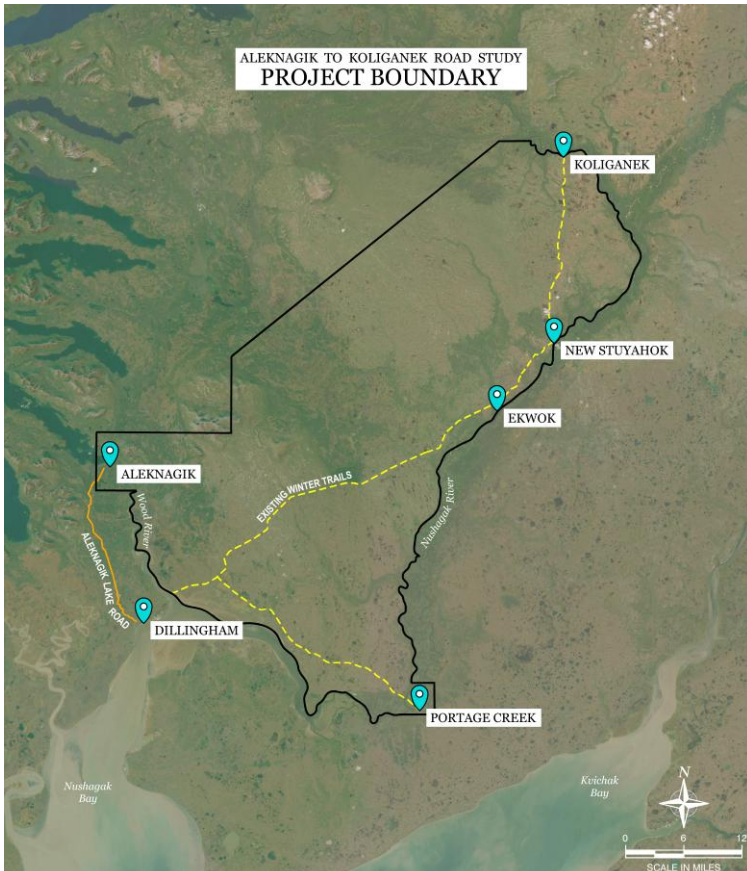 ALEKNAGIK TO KOLIGANEK ROAD STUDY
PROJECT BOUNDARY
KOLIGANEK
NEW STUYAHOK
EKWOK
ALEKNAGIK
EXISTING WINTER TRAILS
Wood River
Nushagak River
ALEKNAGIK LAKE ROAD
DILLINGHAM
PORTAGE CREEK
Nushagak
Bay
Kvichak
Bay
N
0 6 12
SCALE IN MILES